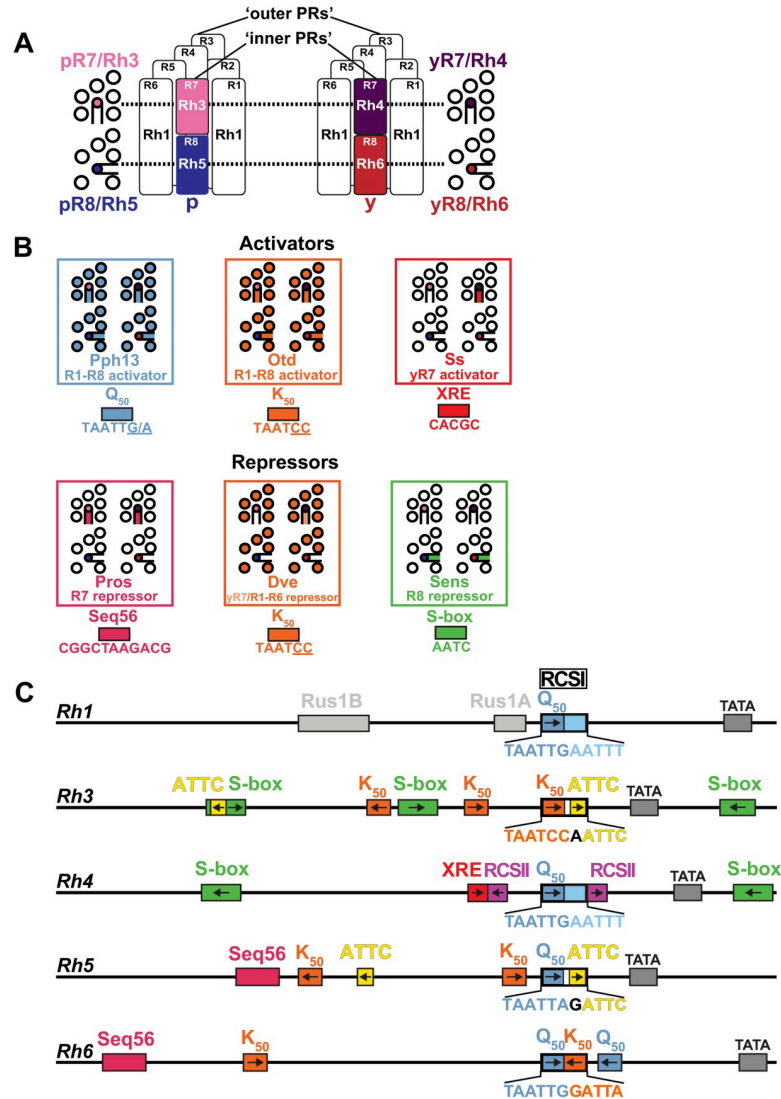 A
'outer PRs'
'inner PRs'
pR7/Rh3
R3
R4
R5
R2
R6
R7
R1
Rh3
Rh1
R8
Rh5
Rh1
p
pR8/Rh5
R3
R4
R5
R2
R6
R7
R1
Rh4
Rh1
R8
Rh6
Rh1
y
yR7/Rh4
yR8/Rh6
B
Activators
Pph13
R1-R8 activator
Q50
TAATTG/A
Otd
R1-R8 activator
K50
TAATCC
Ss
yR7 activator
XRE
CACGC
Repressors
Pros
R7 repressor
Seq56
CGGCTAAGACG
Dve
yR7/R1-R6 repressor
K50
TAATCC
Sens
R8 repressor
S-box
AATC
C
RCSI
Rh1 Rus1B Rus1A Q50 TATA
TAATTGAATTT
Rh3 ATTC S-box K50 S-box K50 K50 ATTC TATA S-box
TAATCCAATTC
Rh4 S-box XRE RCSII Q50 RCSII TATA S-box
TAATTGAATTT
Rh5 Seq56 K50 ATTC K50 Q50 ATTC TATA
TAATTAGATTC
Rh6 Seq56 K50 Q50 K50 Q50 TATA
TAATTGGATTA